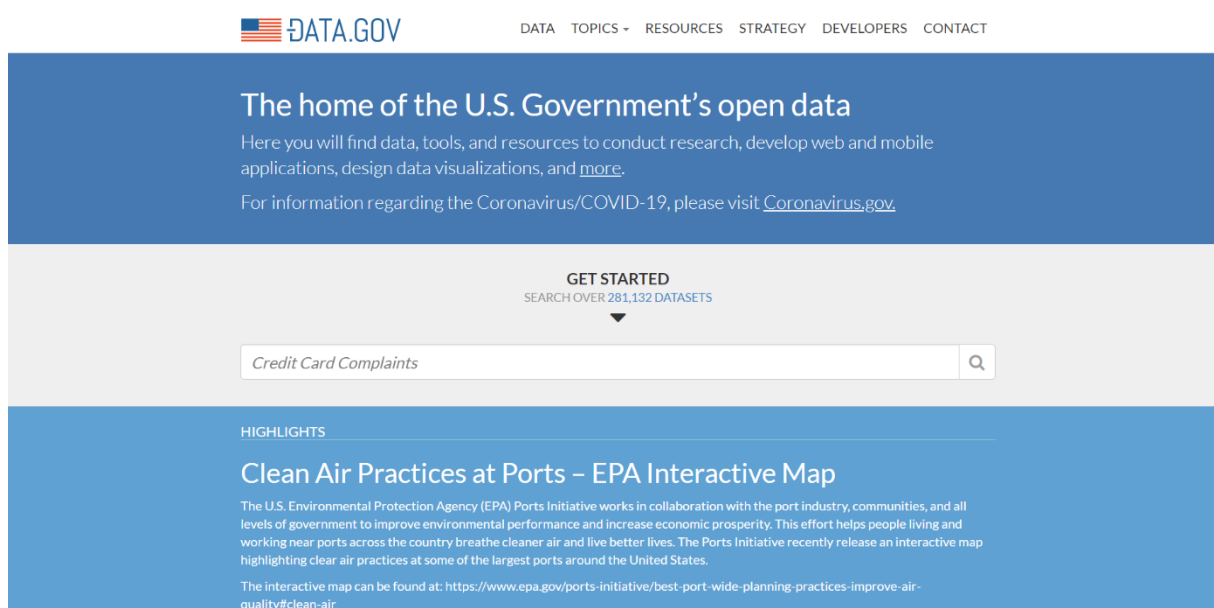 DATA.GOV
DATA TOPICS RESOURCES STRATEGY DEVELOPERS CONTACT
The home of the U.S. Government’s open data
Here you will find data, tools, and resources to conduct research, develop web and mobile
applications, design data visualizations, and more.
For information regarding the Coronavirus/COVID-19, please visit Coronavirus.gov.
GET STARTED
SEARCH OVER 281,132 DATASETS
Credit Card Complaints
HIGHLIGHTS
Clean Air Practices at Ports – EPA Interactive Map
The U.S. Environmental Protection Agency (EPA) Ports Initiative works in collaboration with the port industry, communities, and all
levels of government to improve environmental performance and increase economic prosperity. This effort helps people living and
working near ports across the country breathe cleaner air and live better lives. The Ports Initiative recently release an interactive map
highlighting clear air practices at some of the largest ports around the United States.
The interactive map can be found at: https://www.epa.gov/ports-initiative/best-port-wide-planning-practices-improve-air-
quality#clean-air